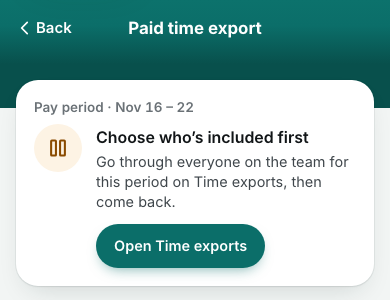 Back
Paid time export
Pay period · Nov 16 – 22
Choose who’s included first
Go through everyone on the team for
this period on Time exports, then
come back.
Open Time exports